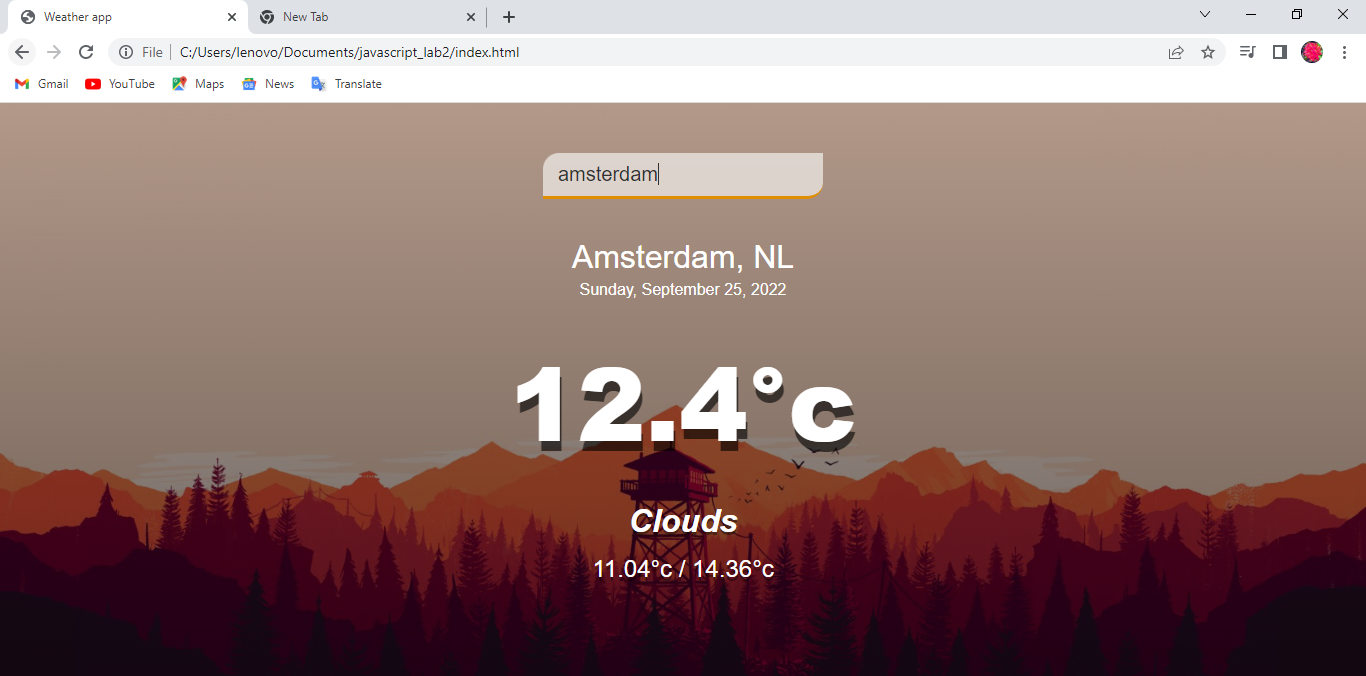 Weather app
New Tab
File
C:/Users/lenovo/Documents/javascript_lab2/index.html
Gmail
YouTube
Maps
News
Translate
amsterdam
Amsterdam, NL
Sunday, September 25, 2022
12.4°c
Clouds
11.04°c / 14.36°c